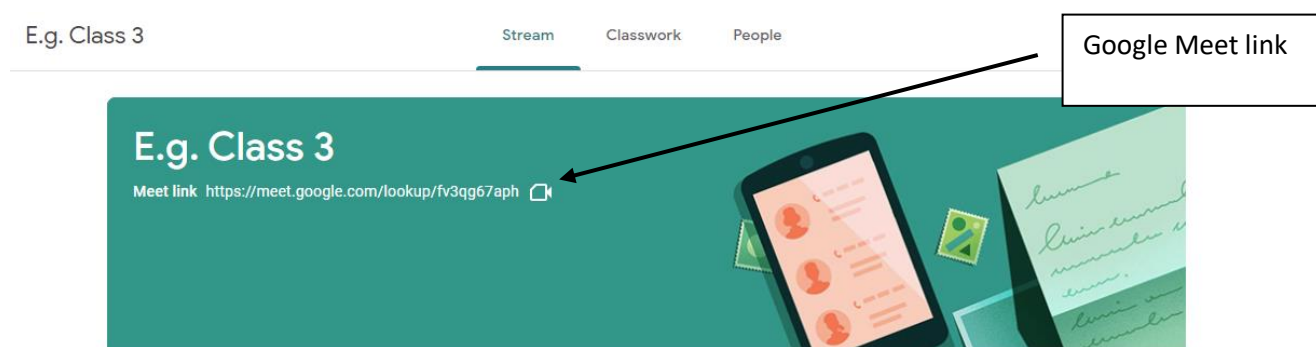 E.g. Class 3
Stream Classwork People
Google Meet link
E.g. Class 3
Meet link https://meet.google.com/lookup/fv3qg67aph